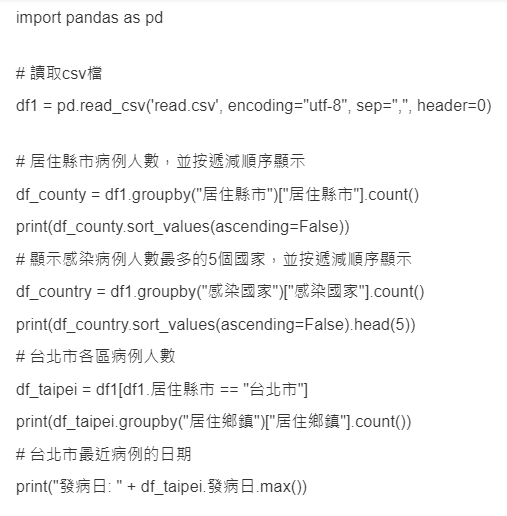 import pandas as pd
# 讀取csv檔
df1 = pd.read_csv('read.csv', encoding="utf-8", sep=",", header=0)
# 居住縣市病例人數，並按遞減順序顯示
df_county = df1.groupby("居住縣市")["居住縣市"].count()
print(df_county.sort_values(ascending=False))
# 顯示感染病例人數最多的5個國家，並按遞減順序顯示
df_country = df1.groupby("感染國家")["感染國家"].count()
print(df_country.sort_values(ascending=False).head(5))
# 台北市各區病例人數
df_taipei = df1[df1.居住縣市 == "台北市"]
print(df_taipei.groupby("居住鄉鎮")["居住鄉鎮"].count())
# 台北市最近病例的日期
print("發病日: " + df_taipei.發病日.max())